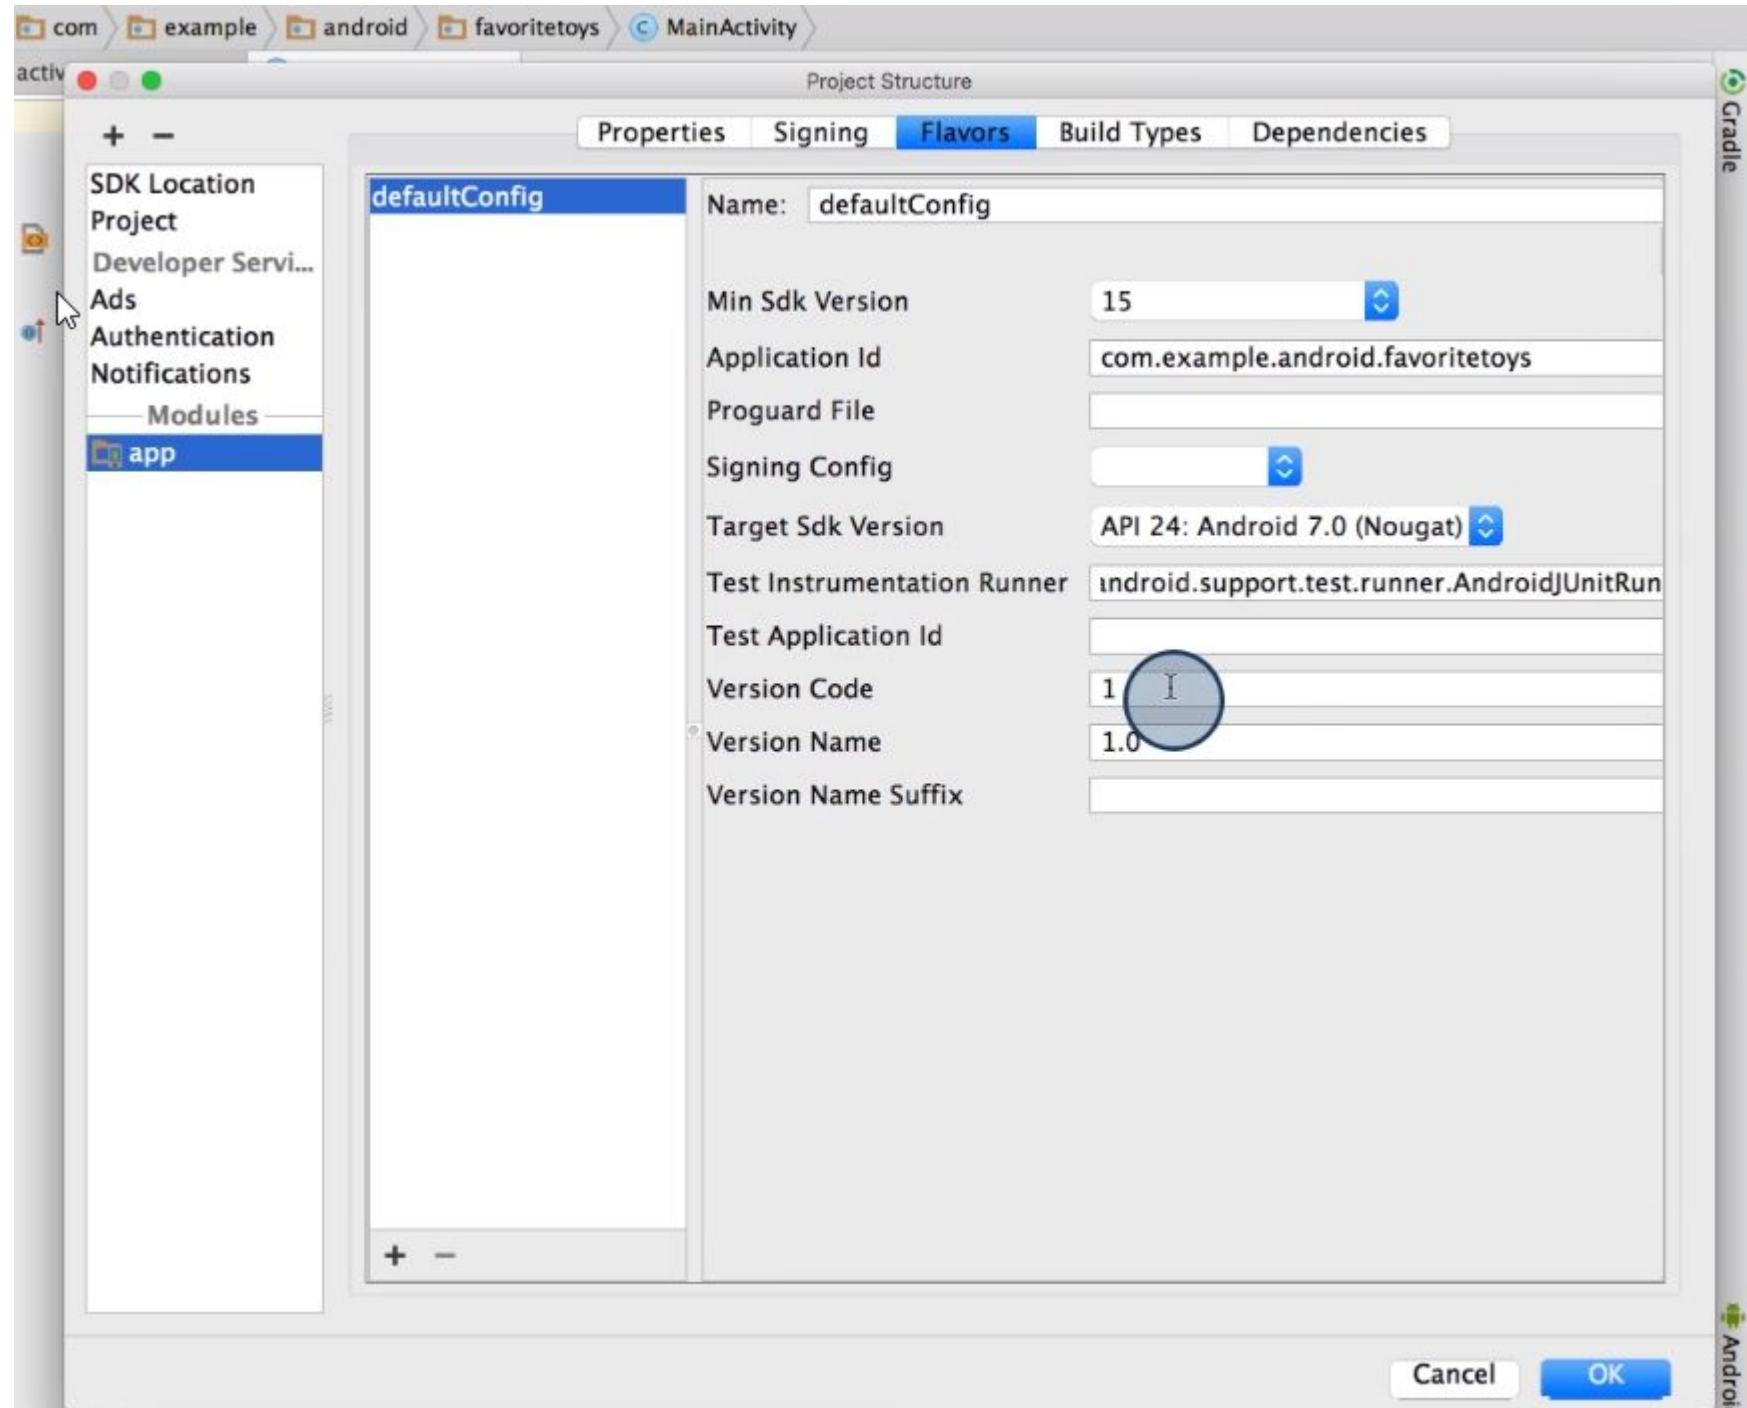 com example android favoritetoys MainActivity
activ
Project Structure
Gradle
Properties Signing Flavors Build Types Dependencies
SDK Location
Project
Developer Servi...
Ads
Authentication
Notifications
Modules
app
defaultConfig
Name: defaultConfig
Min Sdk Version 15
Application Id com.example.android.favoritetoys
Proguard File
Signing Config
Target Sdk Version API 24: Android 7.0 (Nougat)
Test Instrumentation Runner android.support.test.runner.AndroidJUnitRun
Test Application Id
Version Code 1
Version Name 1.0
Version Name Suffix
Cancel OK
Androi